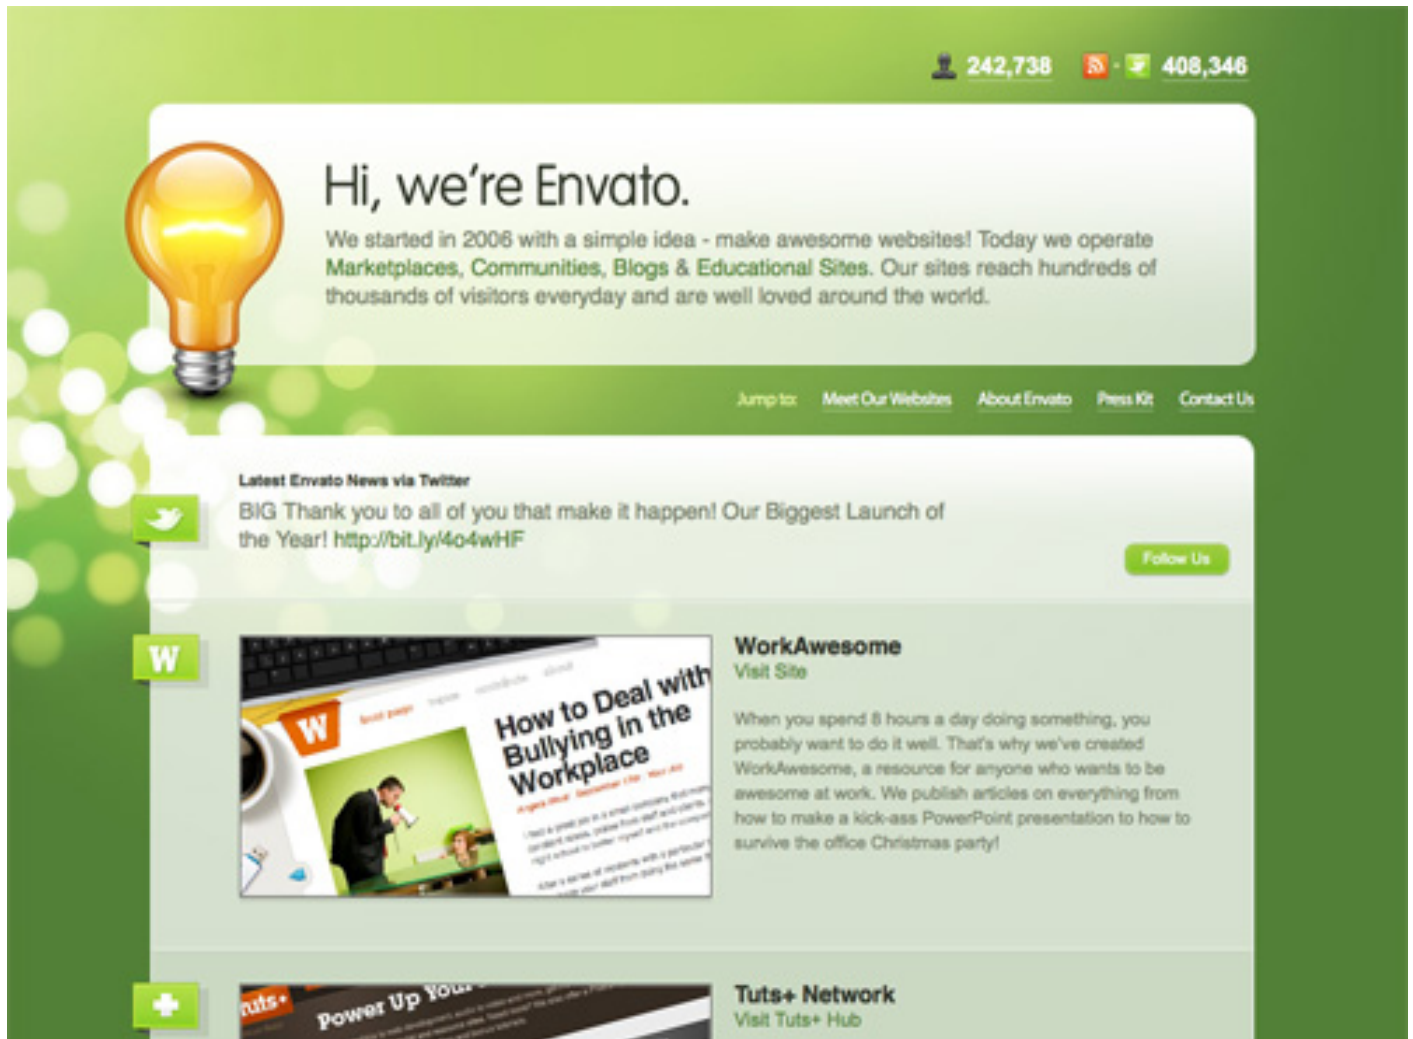 242,738
408,346
Hi, we're Envato.
We started in 2006 with a simple idea - make awesome websites! Today we operate
Marketplaces, Communities, Blogs & Educational Sites. Our sites reach hundreds of
thousands of visitors everyday and are well loved around the world.
Jump to: Meet Our Websites About Envato Press Kit Contact Us
Latest Envato News via Twitter
BIG Thank you to all of you that make it happen! Our Biggest Launch of
the Year! http://bit.ly/4o4wHF
Follow Us
W
W
How to Deal with
Bullying in the
Workplace
WorkAwesome
Visit Site
When you spend 8 hours a day doing something, you
probably want to do it well. That's why we've created
WorkAwesome, a resource for anyone who wants to be
awesome at work. We publish articles on everything from
how to make a kick-ass PowerPoint presentation to how to
survive the office Christmas party!
tuts+
Power Up Your
Tuts+ Network
Visit Tuts+ Hub